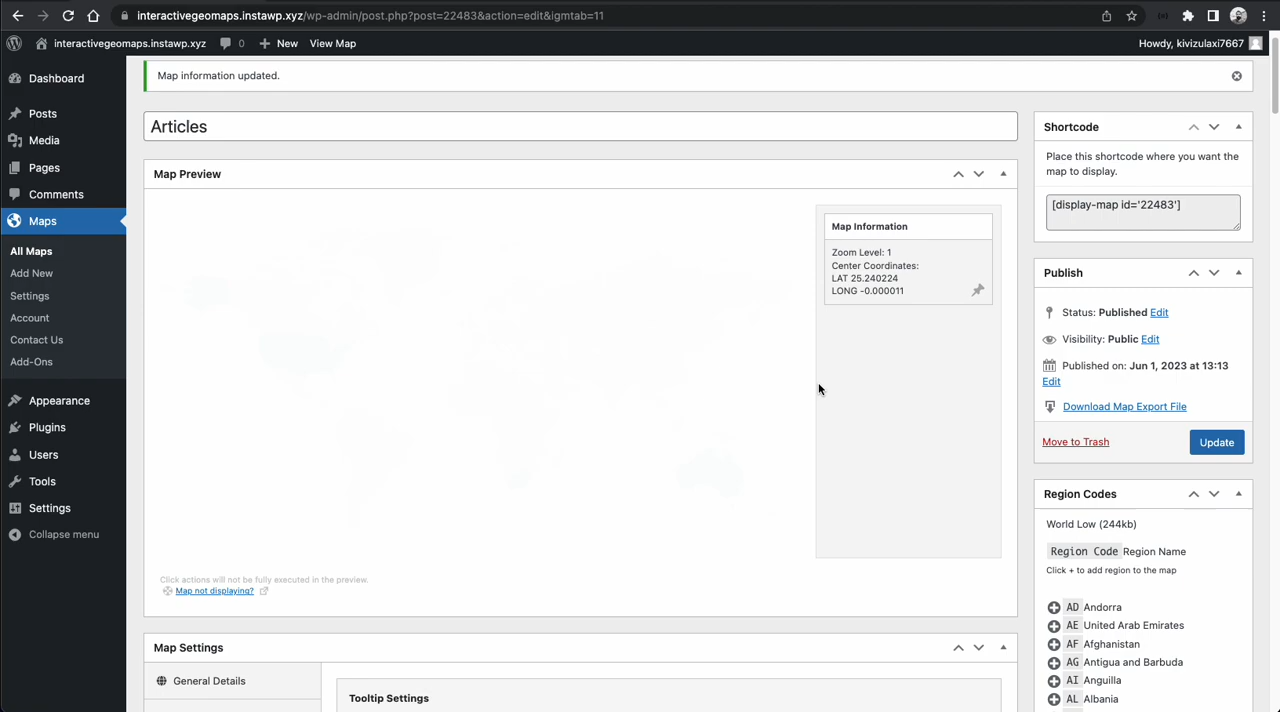 interactivegeomaps.instawp.xyz/wp-admin/post.php?post=22483&action=edit&igmtab=11
interactivegeomaps.instawp.xyz
0
New
View Map
Howdy, kivizulaxi7667
Dashboard
Posts
Media
Pages
Comments
Maps
All Maps
Add New
Settings
Account
Contact Us
Add-Ons
Appearance
Plugins
Users
Tools
Settings
Collapse menu
Map information updated.
Articles
Map Preview
Map Information
Zoom Level: 1
Center Coordinates:
LAT 25.240224
LONG -0.000011
Click actions will not be fully executed in the preview.
Map not displaying?
Map Settings
General Details
Tooltip Settings
Shortcode
Place this shortcode where you want the
map to display.
[display-map id='22483']
Publish
Status: Published Edit
Visibility: Public Edit
Published on: Jun 1, 2023 at 13:13
Edit
Download Map Export File
Move to Trash
Update
Region Codes
World Low (244kb)
Region Code Region Name
Click + to add region to the map
AD Andorra
AE United Arab Emirates
AF Afghanistan
AG Antigua and Barbuda
AI Anguilla
AL Albania